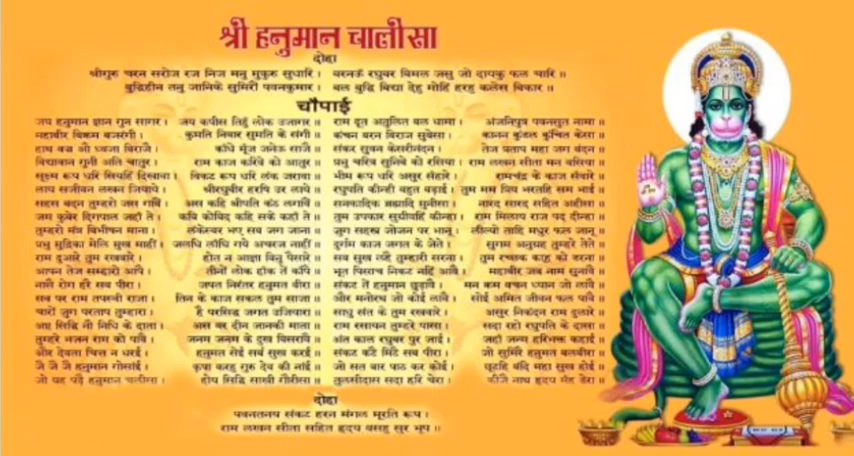 श्री हनुमान चालीसा
दोहा
श्रीगुरु चरन सरोज रज निज मनु मुकुरु सुधारि। बरनऊँ रघुबर बिमल जसु जो दायकु फल चारि॥
बुद्धिहीन तनु जानिके सुमिरौं पवनकुमार। बल बुद्धि बिद्या देहु मोहिं हरहु कलेस बिकार॥
चौपाई
जय हनुमान ज्ञान गुन सागर। जय कपीस तिहुँ लोक उजागर॥ राम दूत अतुलित बल धामा। अंजनिपुत्र पवनसुत नामा॥
महाबीर बिक्रम बजरंगी। कुमति निवार सुमति के संगी॥ कंचन बरन बिराज सुबेसा। कानन कुंडल कुंचित केसा॥
हाथ बज्र औ ध्वजा बिराजै। काँधे मूँज जनेऊ साजै॥ संकर सुवन केसरीनंदन। तेज प्रताप महा जग बंदन॥
विद्यावान गुनी अति चातुर। राम काज करिबे को आतुर॥ प्रभु चरित्र सुनिबे को रसिया। राम लखन सीता मन बसिया॥
सूक्ष्म रूप धरि सियहिं दिखावा। बिकट रूप धरि लंक जरावा॥ भीम रूप धरि असुर सँहारे। रामचंद्र के काज सँवारे॥
लाय सजीवन लखन जियाये। श्रीरघुबीर हरषि उर लाये॥ रघुपति कीन्ही बहुत बड़ाई। तुम मम प्रिय भरतहि सम भाई॥
सहस बदन तुम्हरो जस गावैं। अस कहि श्रीपति कंठ लगावैं॥ सनकादिक ब्रह्मादि मुनीसा। नारद सारद सहित अहीसा॥
जम कुबेर दिगपाल जहाँ ते। कबि कोबिद कहि सके कहाँ ते॥ तुम उपकार सुग्रीवहिं कीन्हा। राम मिलाय राज पद दीन्हा॥
तुम्हरो मंत्र बिभीषन माना। लंकेस्वर भए सब जग जाना॥ जुग सहस्र जोजन पर भानू। लील्यो ताहि मधुर फल जानू॥
प्रभु मुद्रिका मेलि मुख माहीं। जलधि लाँघि गये अचरज नाहीं॥ दुर्गम काज जगत के जेते। सुगम अनुग्रह तुम्हरे तेते॥
राम दुआरे तुम रखवारे। होत न आज्ञा बिनु पैसारे॥ सब सुख लहै तुम्हारी सरना। तुम रच्छक काहू को डरना॥
आपन तेज सम्हारो आपै। तीनों लोक हाँक तें काँपै॥ भूत पिसाच निकट नहिं आवै। महाबीर जब नाम सुनावै॥
नासै रोग हरै सब पीरा। जपत निरंतर हनुमत बीरा॥ संकट तें हनुमान छुड़ावै। मन क्रम बचन ध्यान जो लावै॥
सब पर राम तपस्वी राजा। तिन के काज सकल तुम साजा॥ और मनोरथ जो कोई लावै। सोई अमित जीवन फल पावै॥
चारों जुग परताप तुम्हारा। है परसिद्ध जगत उजियारा॥ साधु संत के तुम रखवारे। असुर निकंदन राम दुलारे॥
अष्ट सिद्धि नौ निधि के दाता। अस बर दीन जानकी माता॥ राम रसायन तुम्हरे पासा। सदा रहो रघुपति के दासा॥
तुम्हरे भजन राम को पावै। जनम जनम के दुख बिसरावै॥ अंत काल रघुबर पुर जाई। जहाँ जन्म हरिभक्त कहाई॥
और देवता चित्त न धरई। हनुमत सेई सर्ब सुख करई॥ संकट कटै मिटै सब पीरा। जो सुमिरै हनुमत बलबीरा॥
जै जै जै हनुमान गोसाईं। कृपा करहु गुरु देव की नाईं॥ जो सत बार पाठ कर कोई। छूटहि बंदि महा सुख होई॥
जो यह पढ़ै हनुमान चलीसा। होय सिद्धि साखी गौरीसा॥ तुलसीदास सदा हरि चेरा। कीजै नाथ हृदय मँह डेरा॥
दोहा
पवनतनय संकट हरन मंगल मूरति रूप।
राम लखन सीता सहित हृदय बसहु सुर भूप॥